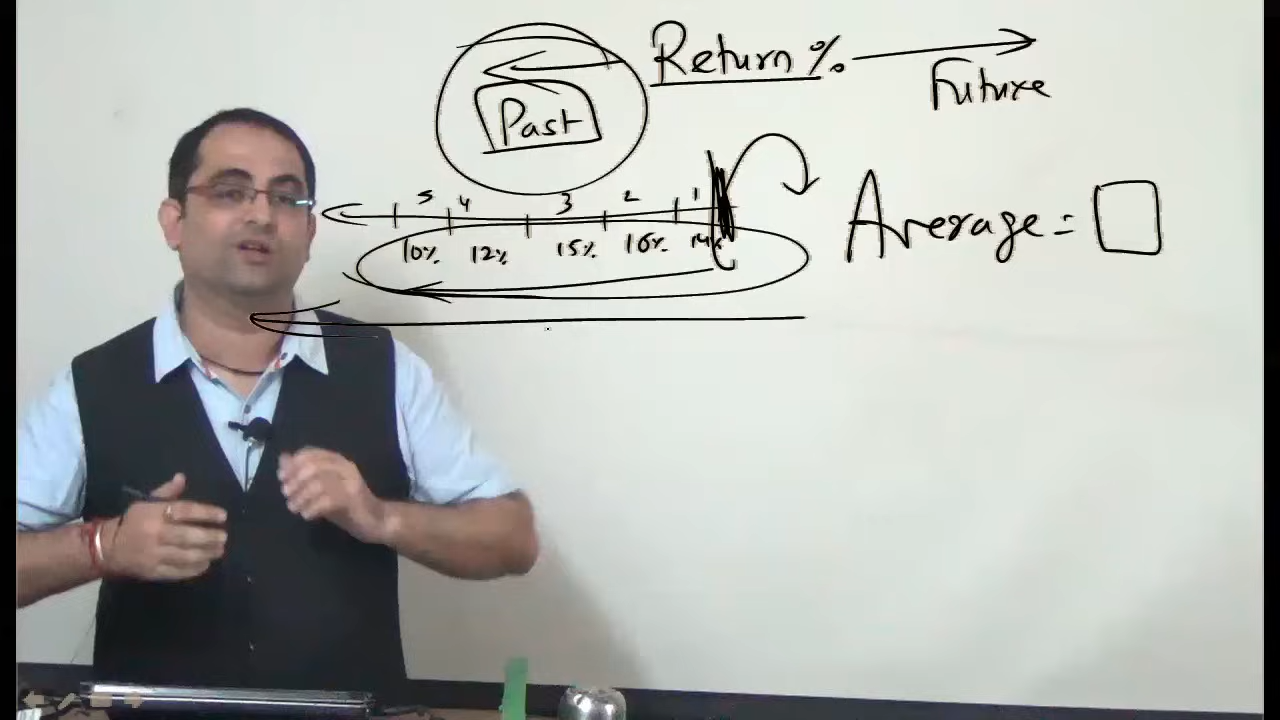 Return %
Future
Past
5 4 3 2 1
10% 12% 15% 16% 14%
Average =